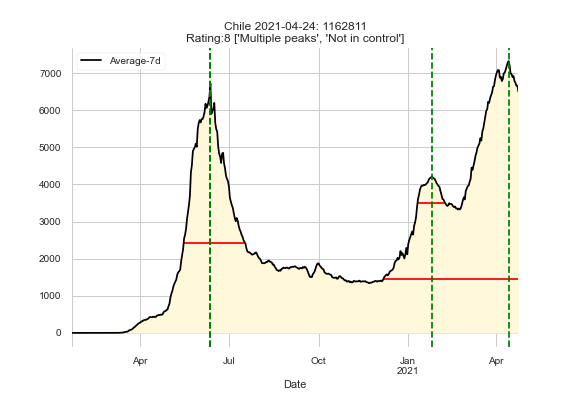 Chile 2021-04-24: 1162811
Rating:8 ['Multiple peaks', 'Not in control']
Average-7d
7000
6000
5000
4000
3000
2000
1000
0
Apr
Jul
Oct
Jan
2021
Apr
Date